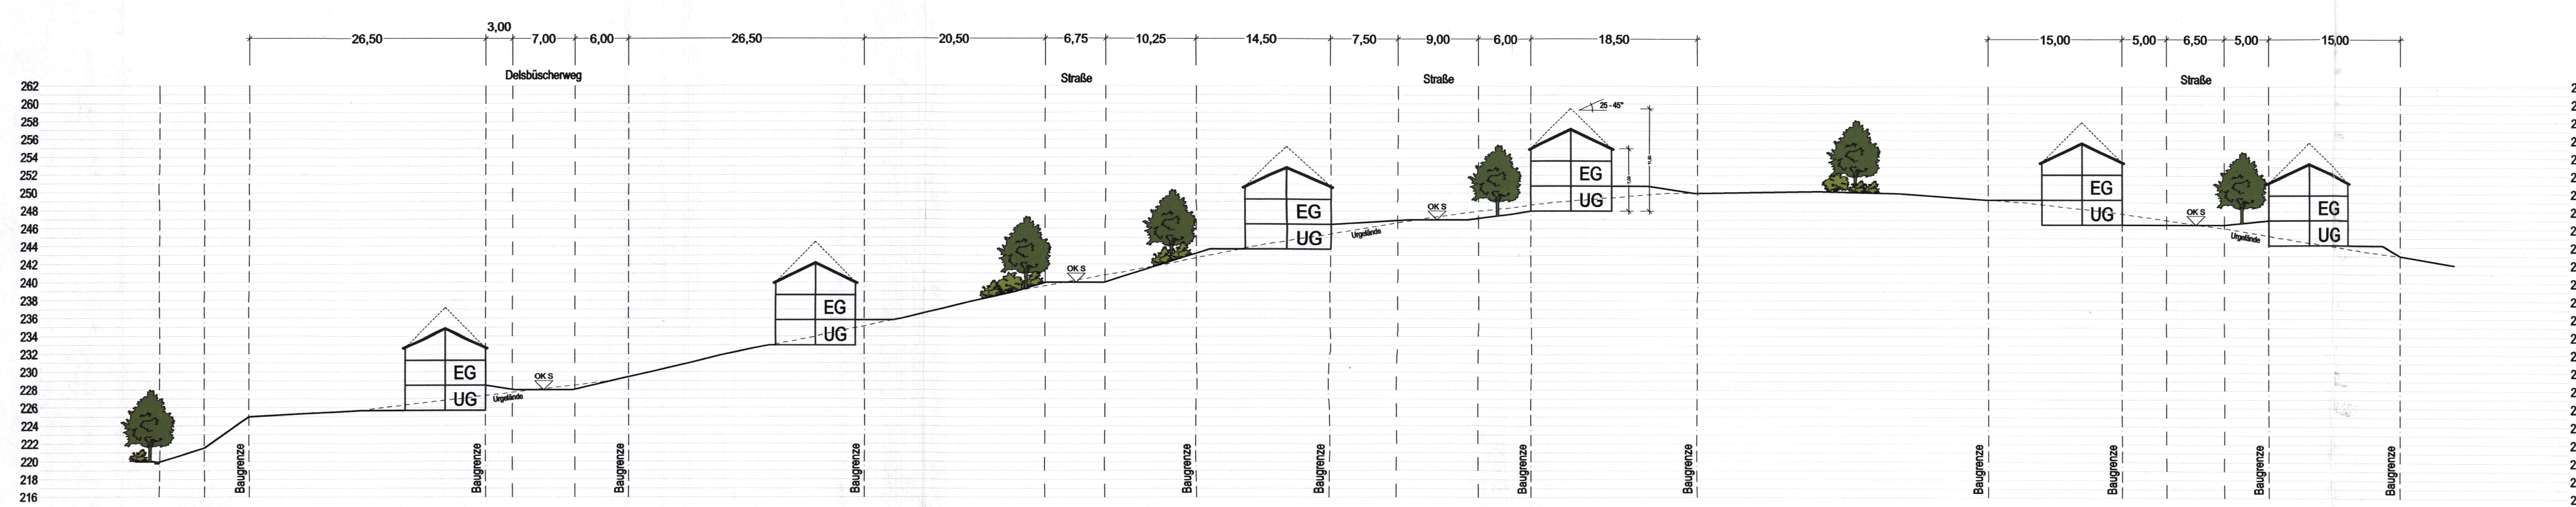 3,00
26,50 7,00 6,00 26,50 20,50 6,75 10,25 14,50 7,50 9,00 6,00 18,50 15,00 5,00 6,50 5,00 15,00
Delsbüscherweg Straße Straße Straße
262
260
258
256
254
252
250
248
246
244
242
240
238
236
234
232
230
228
226
224
222
220
218
216
25 - 45°
EG
UG
OK S
Urgelände
EG
UG
OK S
EG
UG
Urgelände
OK S
EG
UG
EG
UG
OK S
Urgelände
EG
UG
Baugrenze Baugrenze Baugrenze Baugrenze Baugrenze Baugrenze Baugrenze Baugrenze Baugrenze Baugrenze Baugrenze